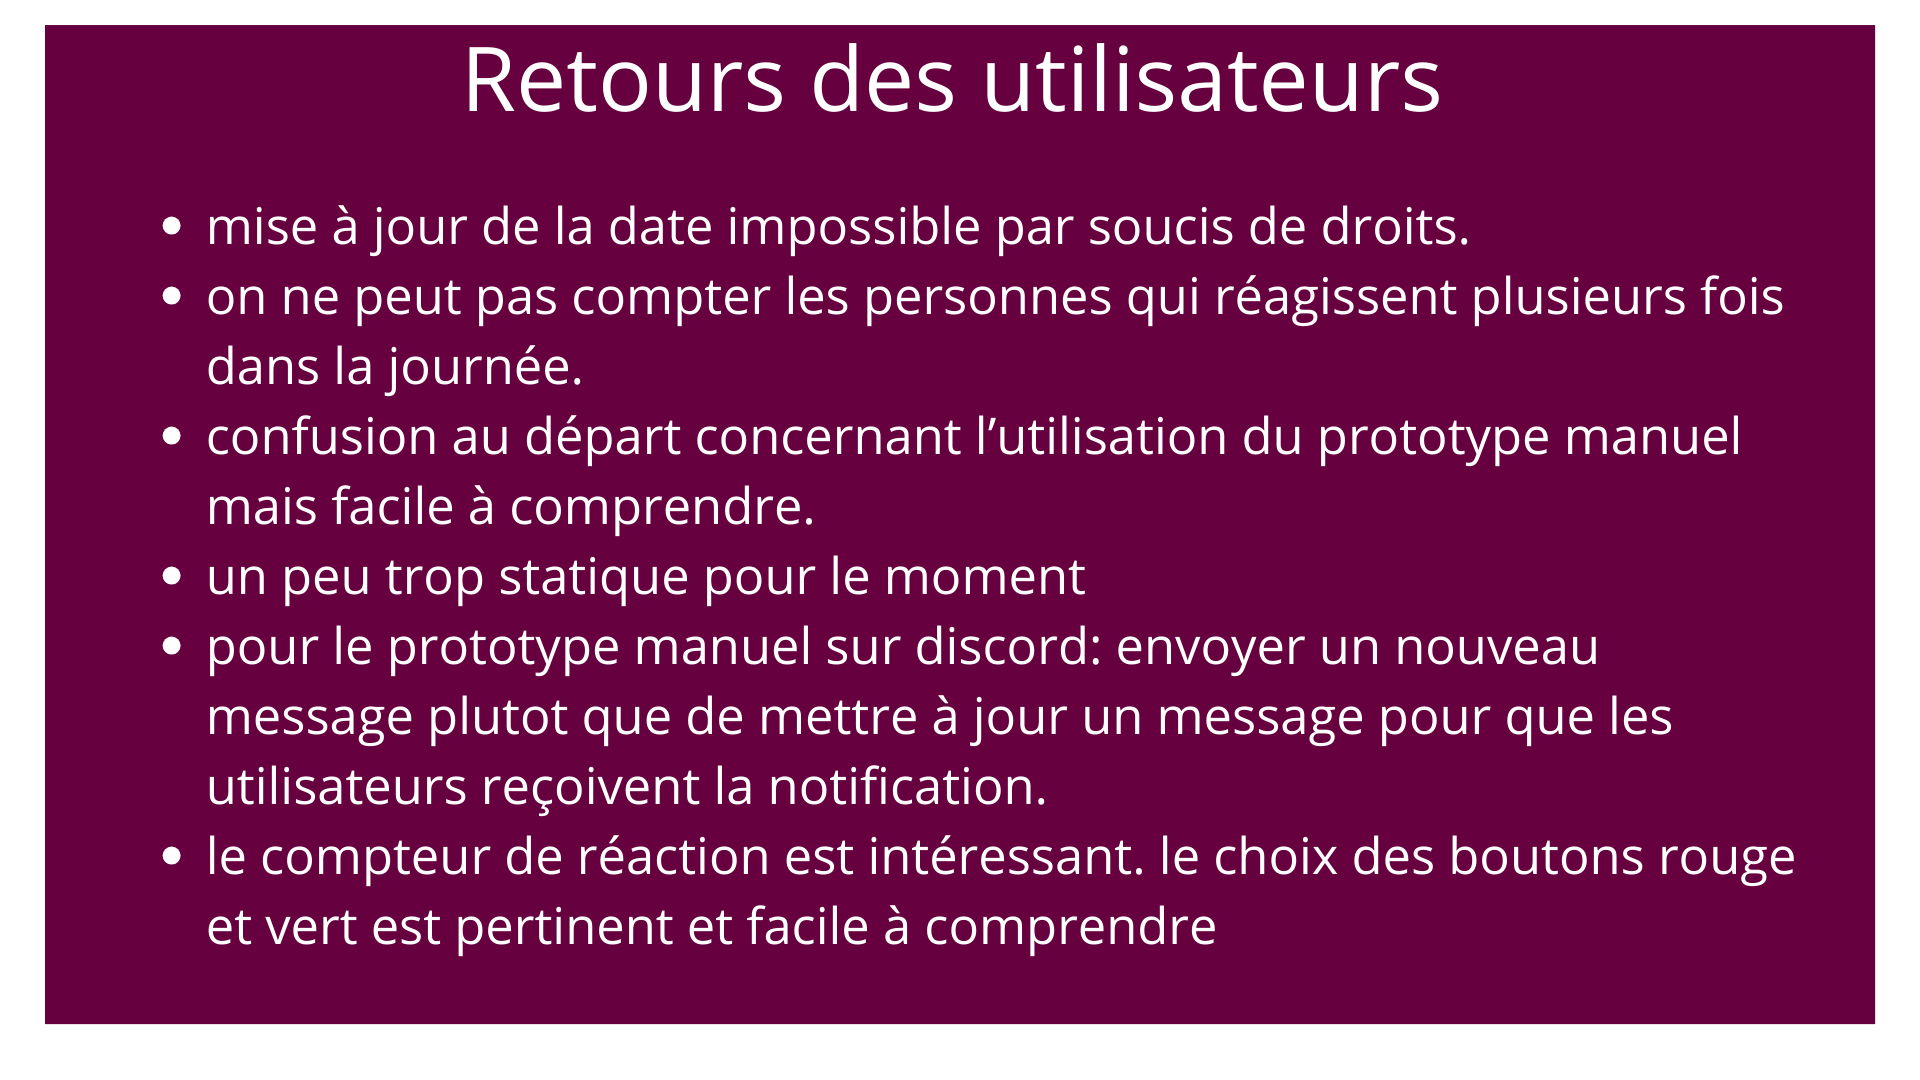 Retours des utilisateurs
• mise à jour de la date impossible par soucis de droits.
• on ne peut pas compter les personnes qui réagissent plusieurs fois
dans la journée.
• confusion au départ concernant l’utilisation du prototype manuel
mais facile à comprendre.
• un peu trop statique pour le moment
• pour le prototype manuel sur discord: envoyer un nouveau
message plutot que de mettre à jour un message pour que les
utilisateurs reçoivent la notification.
• le compteur de réaction est intéressant. le choix des boutons rouge
et vert est pertinent et facile à comprendre